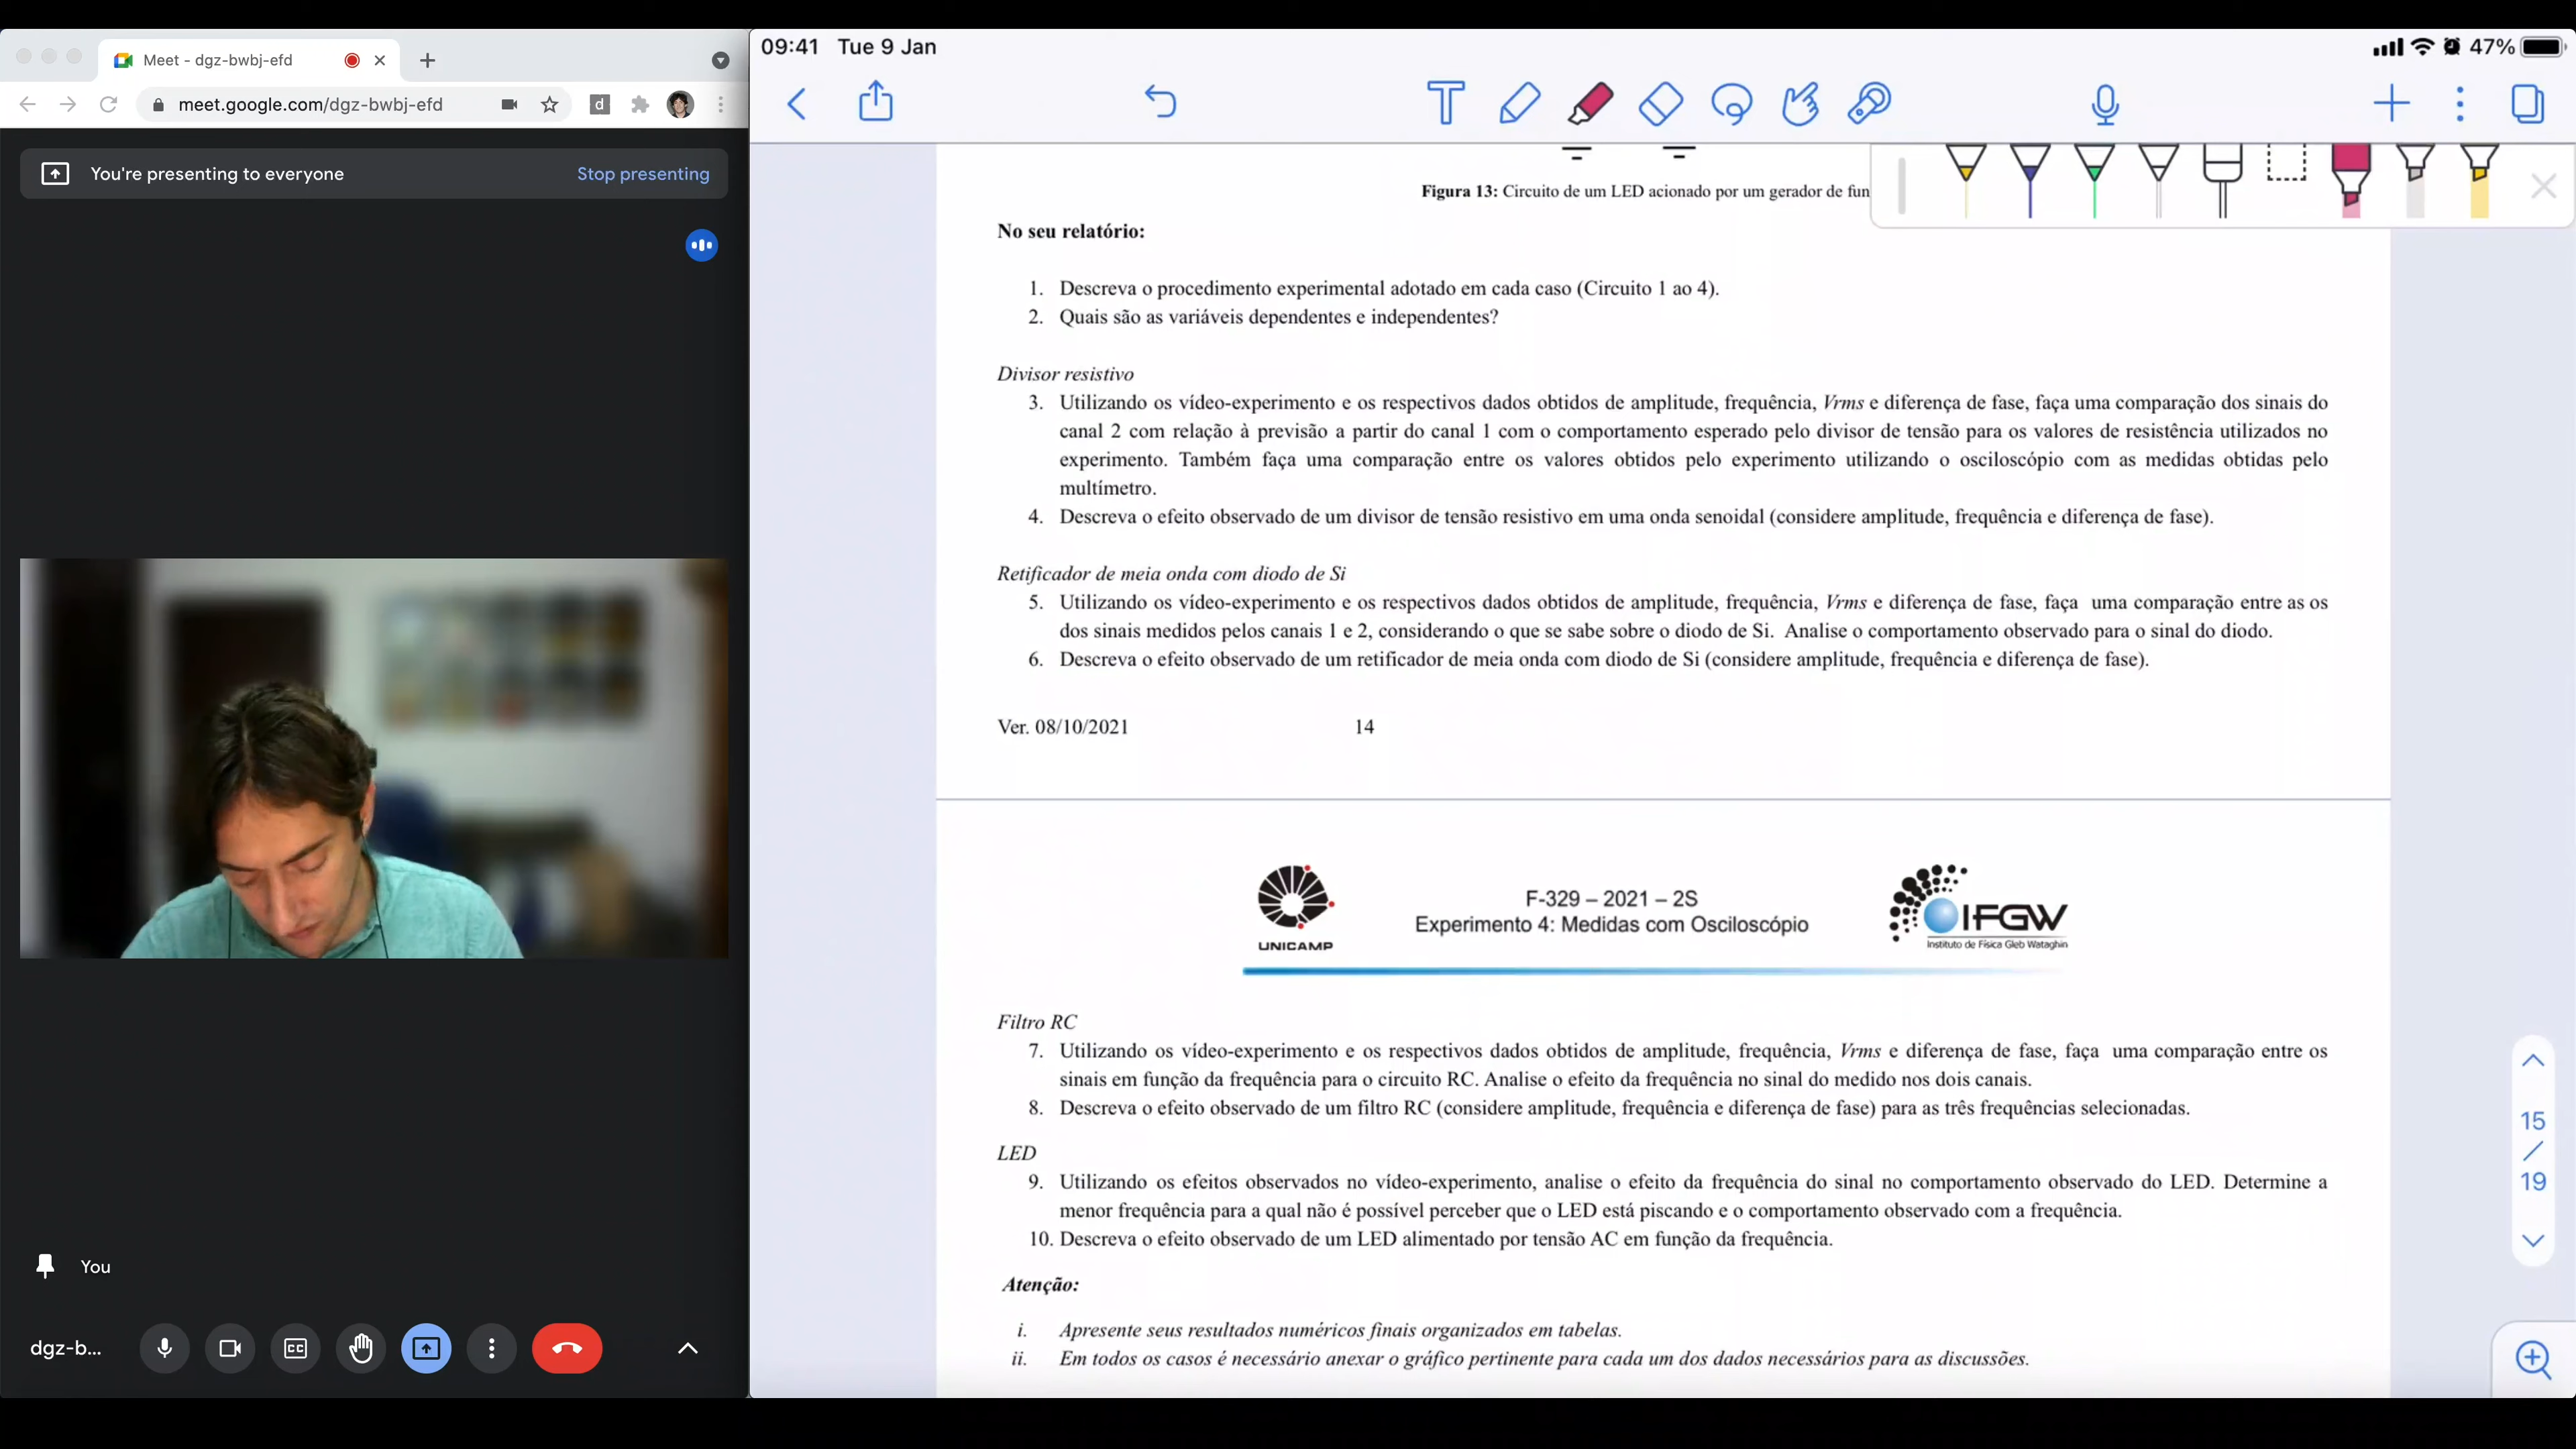 Meet - dgz-bwbj-efd
meet.google.com/dgz-bwbj-efd
d
You're presenting to everyone
Stop presenting
You
dgz-b...
CC
09:41 Tue 9 Jan
47%
T
Figura 13: Circuito de um LED acionado por um gerador de fun
No seu relatório:
1. Descreva o procedimento experimental adotado em cada caso (Circuito 1 ao 4).
2. Quais são as variáveis dependentes e independentes?
Divisor resistivo
3. Utilizando os vídeo-experimento e os respectivos dados obtidos de amplitude, frequência, Vrms e diferença de fase, faça uma comparação dos sinais do
canal 2 com relação à previsão a partir do canal 1 com o comportamento esperado pelo divisor de tensão para os valores de resistência utilizados no
experimento. Também faça uma comparação entre os valores obtidos pelo experimento utilizando o osciloscópio com as medidas obtidas pelo
multímetro.
4. Descreva o efeito observado de um divisor de tensão resistivo em uma onda senoidal (considere amplitude, frequência e diferença de fase).
Retificador de meia onda com diodo de Si
5. Utilizando os vídeo-experimento e os respectivos dados obtidos de amplitude, frequência, Vrms e diferença de fase, faça uma comparação entre as os
dos sinais medidos pelos canais 1 e 2, considerando o que se sabe sobre o diodo de Si. Analise o comportamento observado para o sinal do diodo.
6. Descreva o efeito observado de um retificador de meia onda com diodo de Si (considere amplitude, frequência e diferença de fase).
Ver. 08/10/2021 14
UNICAMP
F-329 – 2021 – 2S
Experimento 4: Medidas com Osciloscópio
IFGW
Instituto de Física Gleb Wataghin
Filtro RC
7. Utilizando os vídeo-experimento e os respectivos dados obtidos de amplitude, frequência, Vrms e diferença de fase, faça uma comparação entre os
sinais em função da frequência para o circuito RC. Analise o efeito da frequência no sinal do medido nos dois canais.
8. Descreva o efeito observado de um filtro RC (considere amplitude, frequência e diferença de fase) para as três frequências selecionadas.
LED
9. Utilizando os efeitos observados no vídeo-experimento, analise o efeito da frequência do sinal no comportamento observado do LED. Determine a
menor frequência para a qual não é possível perceber que o LED está piscando e o comportamento observado com a frequência.
10. Descreva o efeito observado de um LED alimentado por tensão AC em função da frequência.
Atenção:
i. Apresente seus resultados numéricos finais organizados em tabelas.
ii. Em todos os casos é necessário anexar o gráfico pertinente para cada um dos dados necessários para as discussões.
15
/
19